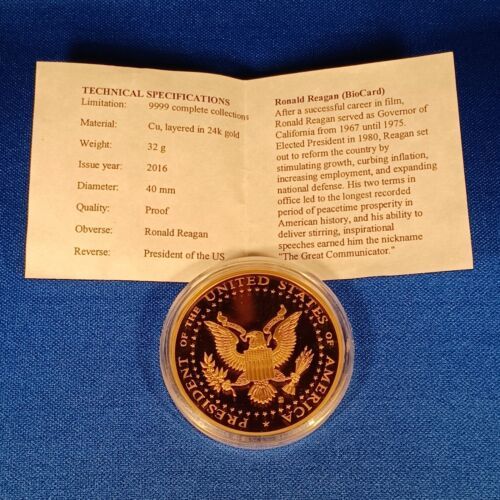 TECHNICAL SPECIFICATIONS
Limitation: 9999 complete collections
Material: Cu, layered in 24k gold
Weight: 32 g
Issue year: 2016
Diameter: 40 mm
Quality: Proof
Obverse: Ronald Reagan
Reverse: President of the US
Ronald Reagan (BioCard)
After a successful career in film,
Ronald Reagan served as Governor of
California from 1967 until 1975.
Elected President in 1980, Reagan set
out to reform the country by
stimulating growth, curbing inflation,
increasing employment, and expanding
national defense. His two terms in
office led to the longest recorded
period of peacetime prosperity in
American history, and his ability to
deliver stirring, inspirational
speeches earned him the nickname
"The Great Communicator."
PRESIDENT OF THE UNITED STATES OF AMERICA